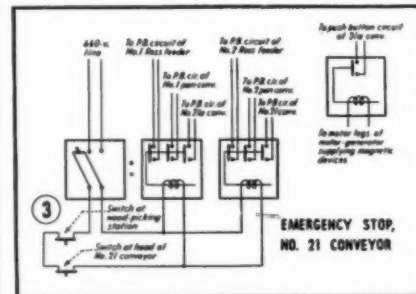 440-v.
line
To P.B. circuit of
No. 1 Ross feeder
To P.B. cir. of
No. 1 pan conv.
To P.B. cir. of
No. 21a conv.
To P.B. circuit of
No. 2 Ross feeder
To P.B. cir. of
No. 2 pan conv.
To P.B. cir. of
No. 21 conv.
To push button circuit
of 31a conv.
To motor legs of
motor-generator
supplying magnetic
devices
3
Switch at
wood-picking
station
Switch at head of
No. 21 conveyor
EMERGENCY STOP,
NO. 21 CONVEYOR